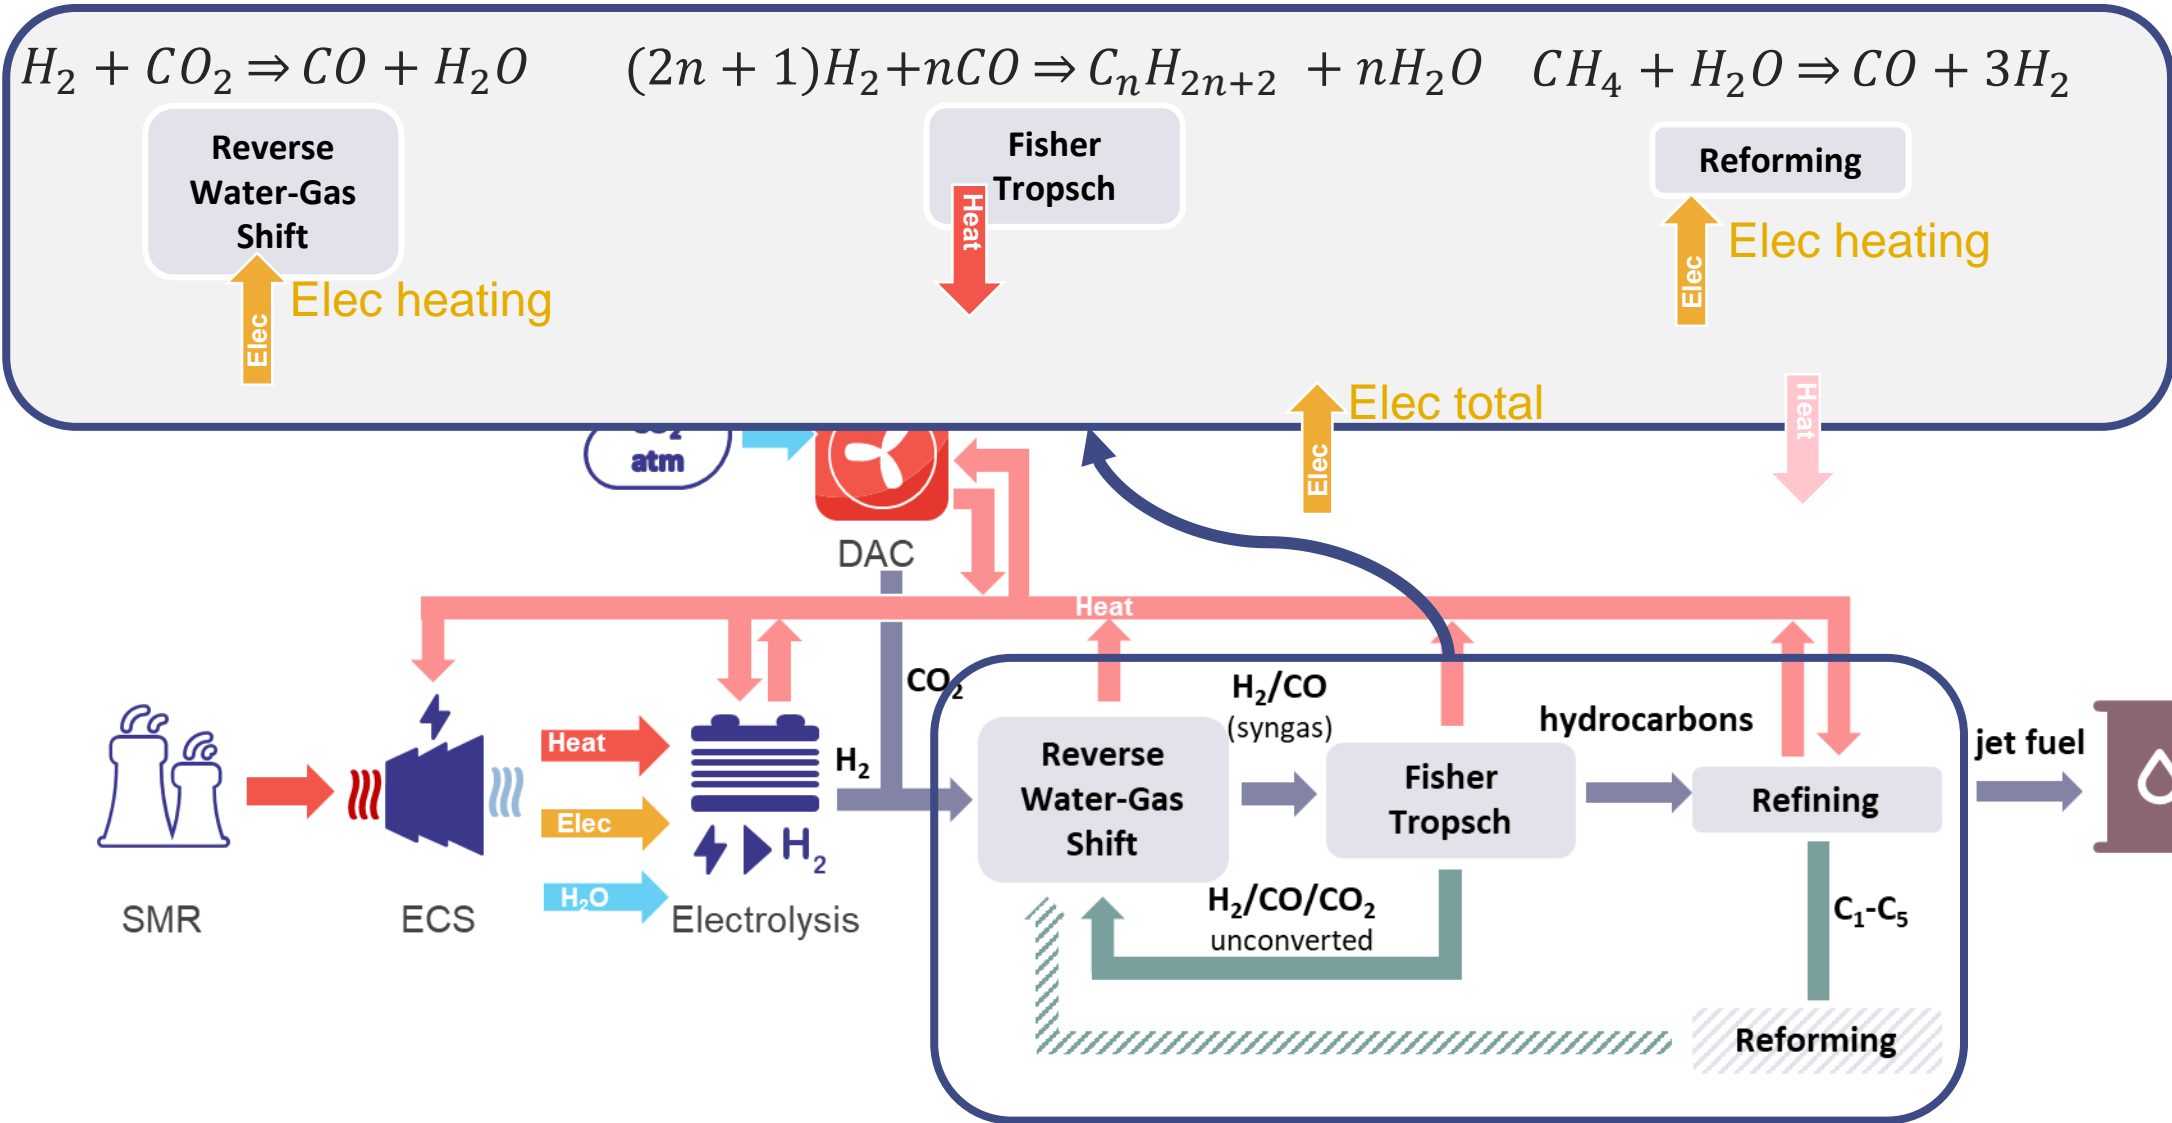 H₂ + CO₂ ⇒ CO + H₂O
(2n + 1)H₂+nCO ⇒ CₙH₂ₙ₊₂ + nH₂O
CH₄ + H₂O ⇒ CO + 3H₂
Reverse
Water-Gas
Shift
Elec
Elec heating
Fisher
Tropsch
Heat
Reforming
Elec
Elec heating
Elec
Elec total
Heat
CO₂
atm
DAC
Heat
CO₂
SMR
ECS
Heat
Elec
H₂O
H₂
Electrolysis
H₂
Reverse
Water-Gas
Shift
H₂/CO
(syngas)
Fisher
Tropsch
hydrocarbons
Refining
jet fuel
H₂/CO/CO₂
unconverted
C₁-C₅
Reforming